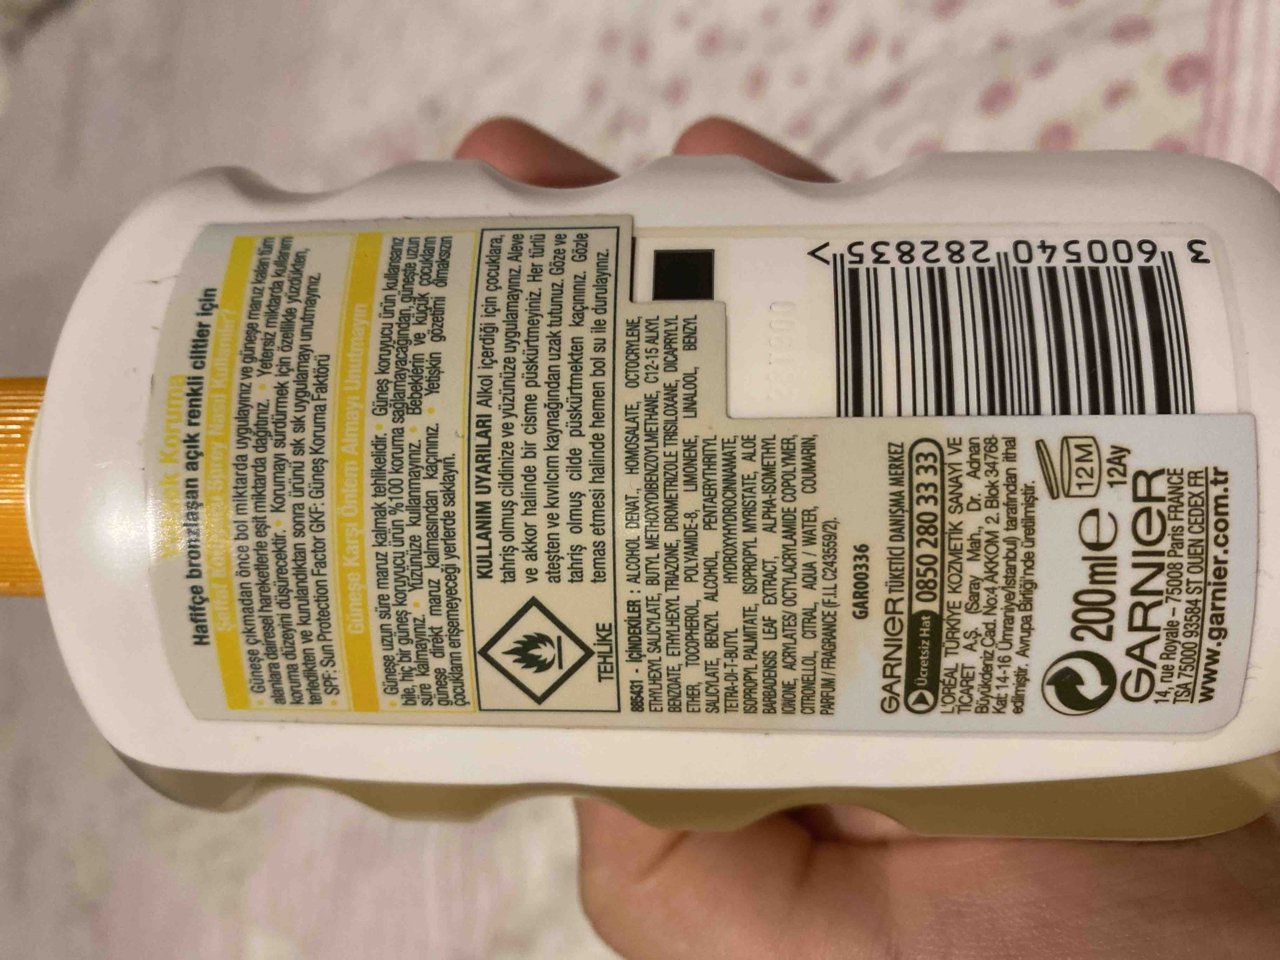 Yüksek Koruma
Hafifçe bronzlaşan açık renkli ciltler için
Şeffaf Koruyucu Sprey Nasıl Kullanılır?
• Güneşe çıkmadan önce bol miktarda uygulayınız ve güneşe maruz kalan tüm
alanlara dairesel hareketlerle eşit miktarda dağıtınız. • Yetersiz miktarda kullanım
koruma düzeyini düşürecektir. • Korumayı sürdürmek için özellikle yüzdükten,
terledikten ve kurulandıktan sonra ürünü sık sık uygulamayı unutmayınız.
• SPF: Sun Protection Factor GKF: Güneş Koruma Faktörü
Güneşe Karşı Önlem Almayı Unutmayın
• Güneşe uzun süre maruz kalmak tehlikelidir. • Güneş koruyucu ürün kullansanız
bile, hiç bir güneş koruyucu ürün %100 koruma sağlamayacağından, güneşte uzun
süre kalmayınız. • Yüzünüze kullanmayınız. • Bebeklerin ve küçük çocukların
güneşe direkt maruz kalmasından kaçınınız. • Yetişkin gözetimi olmaksızın
çocukların erişemeyeceği yerlerde saklayın.
KULLANIM UYARILARI Alkol içerdiği için çocuklara,
tahriş olmuş cildinize ve yüzünüze uygulamayınız. Aleve
ve akkor halinde bir cisme püskürtmeyiniz. Her türlü
ateşten ve kıvılcım kaynağından uzak tutunuz. Göze ve
tahriş olmuş cilde püskürtmekten kaçınınız. Gözle
temas etmesi halinde hemen bol su ile durulayınız.
TEHLİKE
885431 - İÇİNDEKİLER : ALCOHOL DENAT., HOMOSALATE, OCTOCRYLENE,
ETHYLHEXYL SALICYLATE, BUTYL METHOXYDIBENZOYLMETHANE, C12-15 ALKYL
BENZOATE, ETHYLHEXYL TRIAZONE, DROMETRIZOLE TRISILOXANE, DICAPRYLYL
ETHER, TOCOPHEROL, POLYAMIDE-8, LIMONENE, LINALOOL, BENZYL
SALICYLATE, BENZYL ALCOHOL, PENTAERYTHRITYL
TETRA-DI-T-BUTYL HYDROXYHYDROCINNAMATE,
ISOPROPYL PALMITATE, ISOPROPYL MYRISTATE, ALOE
BARBADENSIS LEAF EXTRACT, ALPHA-ISOMETHYL
IONONE, ACRYLATES/ OCTYLACRYLAMIDE COPOLYMER,
CITRONELLOL, CITRAL, AQUA / WATER, COUMARIN,
PARFUM / FRAGRANCE (F.I.L C243559/2).
GAR00336
GARNIER TÜKETİCİ DANIŞMA MERKEZ
Ücretsiz Hat 0850 280 33 33
L'OREAL TÜRKİYE KOZMETİK SANAYİ VE
TİCARET A.Ş. (Saray Mah, Dr. Adnan
Büyükdeniz Cad. No:4 AKKOM 2. Blok 34768-
Kat: 14-16 Ümraniye/İstanbul) tarafından ithal
edilmiştir. Avrupa Birliği'nde üretilmiştir.
12M
12Ay
200 ml e
GARNIER
14, rue Royale – 75008 Paris FRANCE
TSA 75000 93584 ST OUEN CEDEX FR
www.garnier.com.tr
3 600540 282835 >